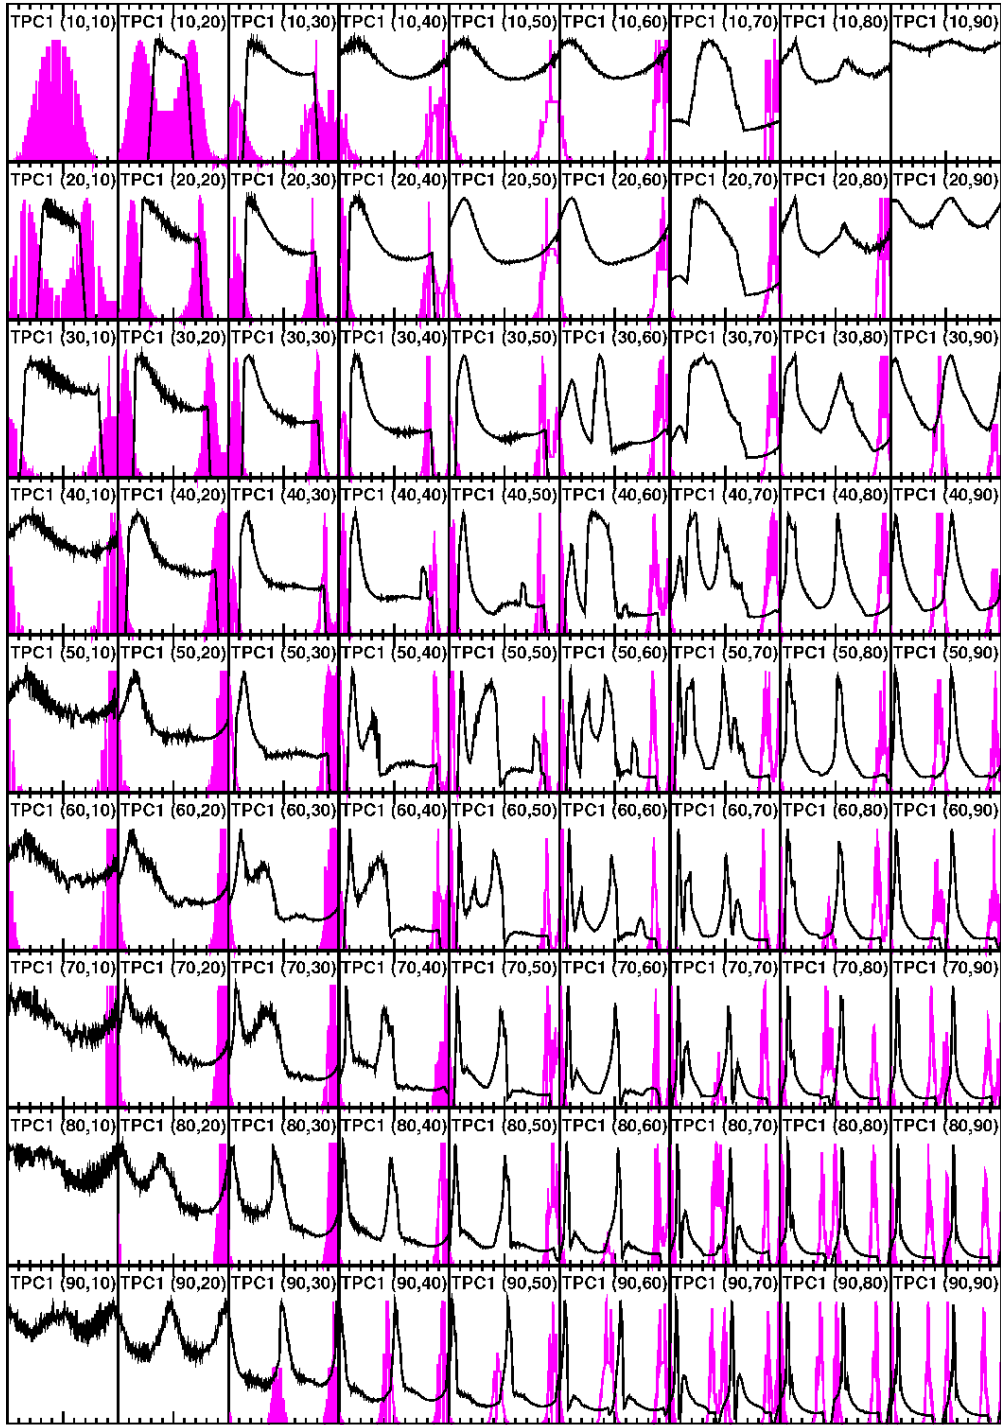 TPC1 (10,10) TPC1 (10,20) TPC1 (10,30) TPC1 (10,40) TPC1 (10,50) TPC1 (10,60) TPC1 (10,70) TPC1 (10,80) TPC1 (10,90)
TPC1 (20,10) TPC1 (20,20) TPC1 (20,30) TPC1 (20,40) TPC1 (20,50) TPC1 (20,60) TPC1 (20,70) TPC1 (20,80) TPC1 (20,90)
TPC1 (30,10) TPC1 (30,20) TPC1 (30,30) TPC1 (30,40) TPC1 (30,50) TPC1 (30,60) TPC1 (30,70) TPC1 (30,80) TPC1 (30,90)
TPC1 (40,10) TPC1 (40,20) TPC1 (40,30) TPC1 (40,40) TPC1 (40,50) TPC1 (40,60) TPC1 (40,70) TPC1 (40,80) TPC1 (40,90)
TPC1 (50,10) TPC1 (50,20) TPC1 (50,30) TPC1 (50,40) TPC1 (50,50) TPC1 (50,60) TPC1 (50,70) TPC1 (50,80) TPC1 (50,90)
TPC1 (60,10) TPC1 (60,20) TPC1 (60,30) TPC1 (60,40) TPC1 (60,50) TPC1 (60,60) TPC1 (60,70) TPC1 (60,80) TPC1 (60,90)
TPC1 (70,10) TPC1 (70,20) TPC1 (70,30) TPC1 (70,40) TPC1 (70,50) TPC1 (70,60) TPC1 (70,70) TPC1 (70,80) TPC1 (70,90)
TPC1 (80,10) TPC1 (80,20) TPC1 (80,30) TPC1 (80,40) TPC1 (80,50) TPC1 (80,60) TPC1 (80,70) TPC1 (80,80) TPC1 (80,90)
TPC1 (90,10) TPC1 (90,20) TPC1 (90,30) TPC1 (90,40) TPC1 (90,50) TPC1 (90,60) TPC1 (90,70) TPC1 (90,80) TPC1 (90,90)